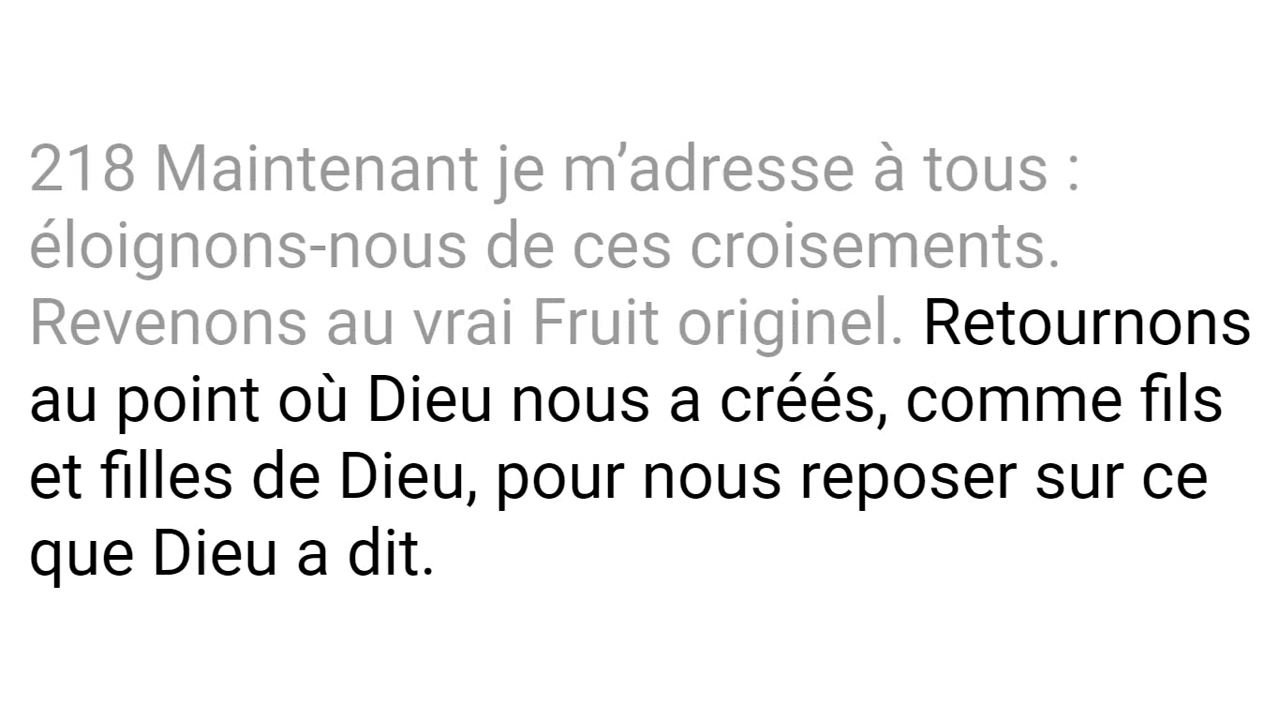 218 Maintenant je m’adresse à tous :
éloignons-nous de ces croisements.
Revenons au vrai Fruit originel. Retournons
au point où Dieu nous a créés, comme fils
et filles de Dieu, pour nous reposer sur ce
que Dieu a dit.